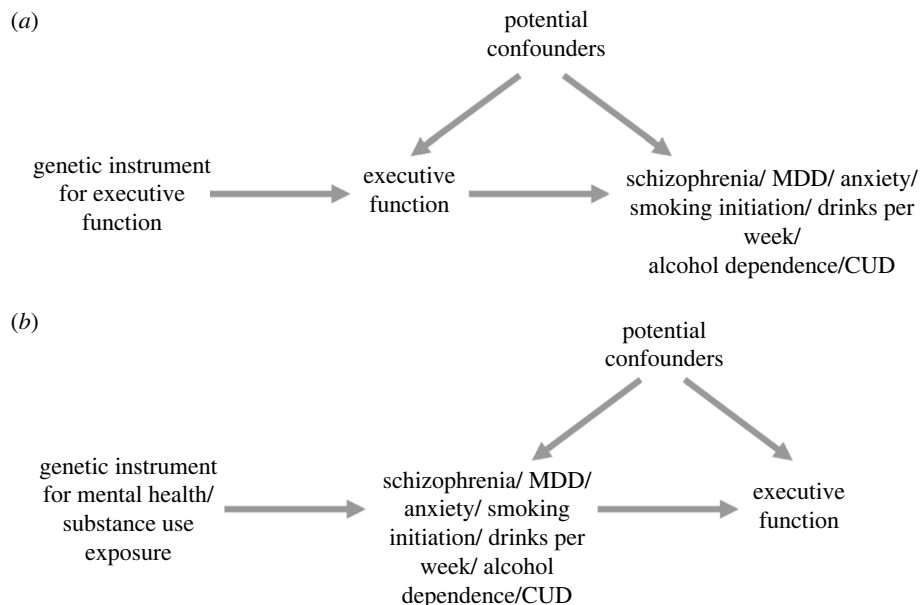 (a)
potential
confounders
genetic instrument
for executive
function
executive
function
schizophrenia/ MDD/ anxiety/
smoking initiation/ drinks per
week/
alcohol dependence/CUD
(b)
potential
confounders
genetic instrument
for mental health/
substance use
exposure
schizophrenia/ MDD/
anxiety/ smoking
initiation/ drinks per
week/ alcohol
dependence/CUD
executive
function